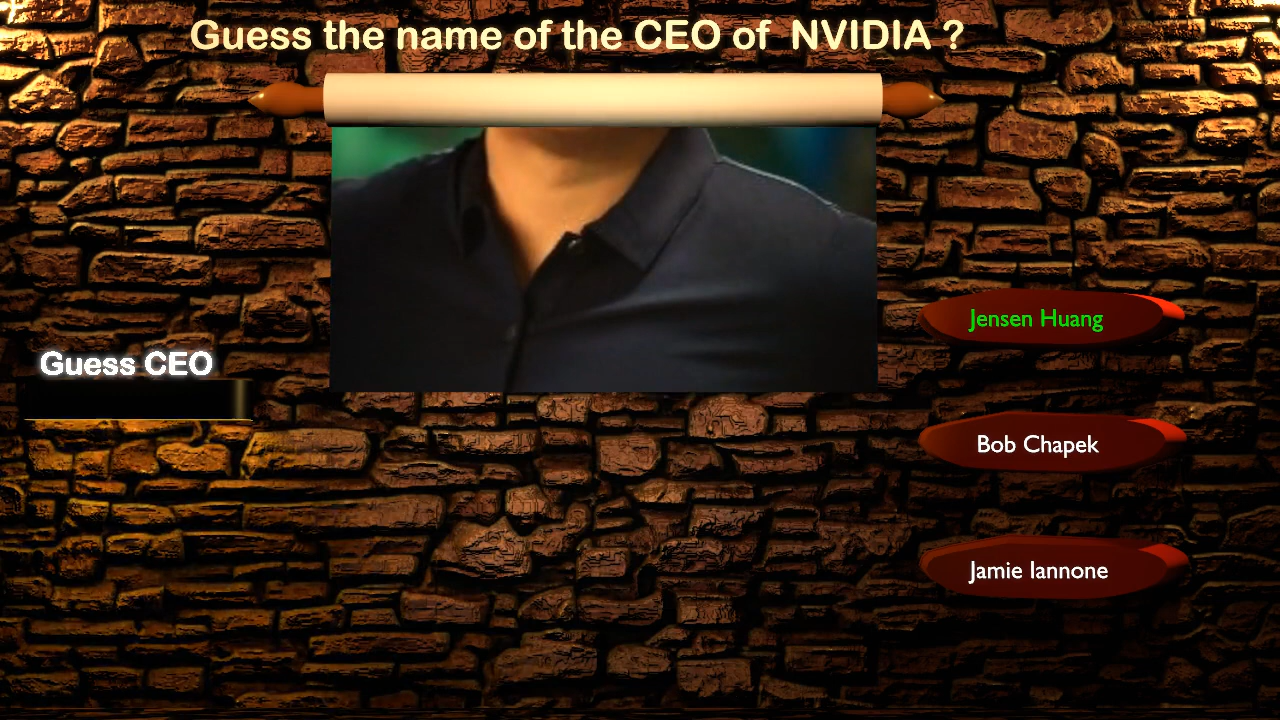 Guess the name of the CEO of NVIDIA ?
Jensen Huang
Guess CEO
Bob Chapek
Jamie Iannone